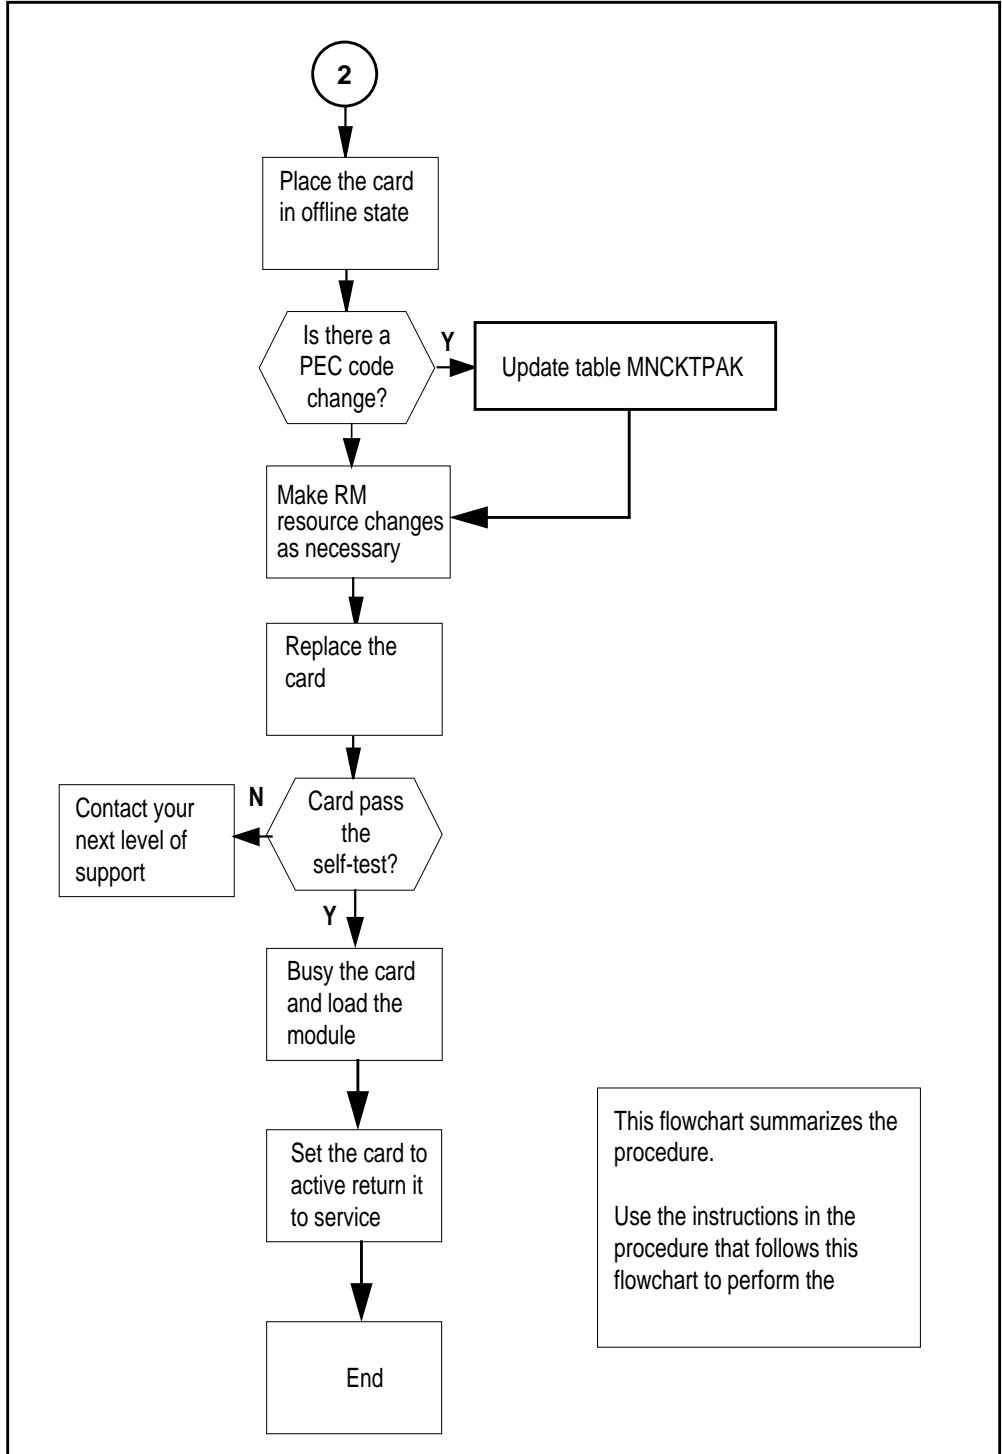 2
Place the card
in offline state
Is there a
PEC code
change?
Y
Update table MNCKTPAK
Make RM
resource changes
as necessary
Replace the
card
Card pass
the
self-test?
N
Contact your
next level of
support
Y
Busy the card
and load the
module
Set the card to
active return it
to service
End
This flowchart summarizes the
procedure.
Use the instructions in the
procedure that follows this
flowchart to perform the